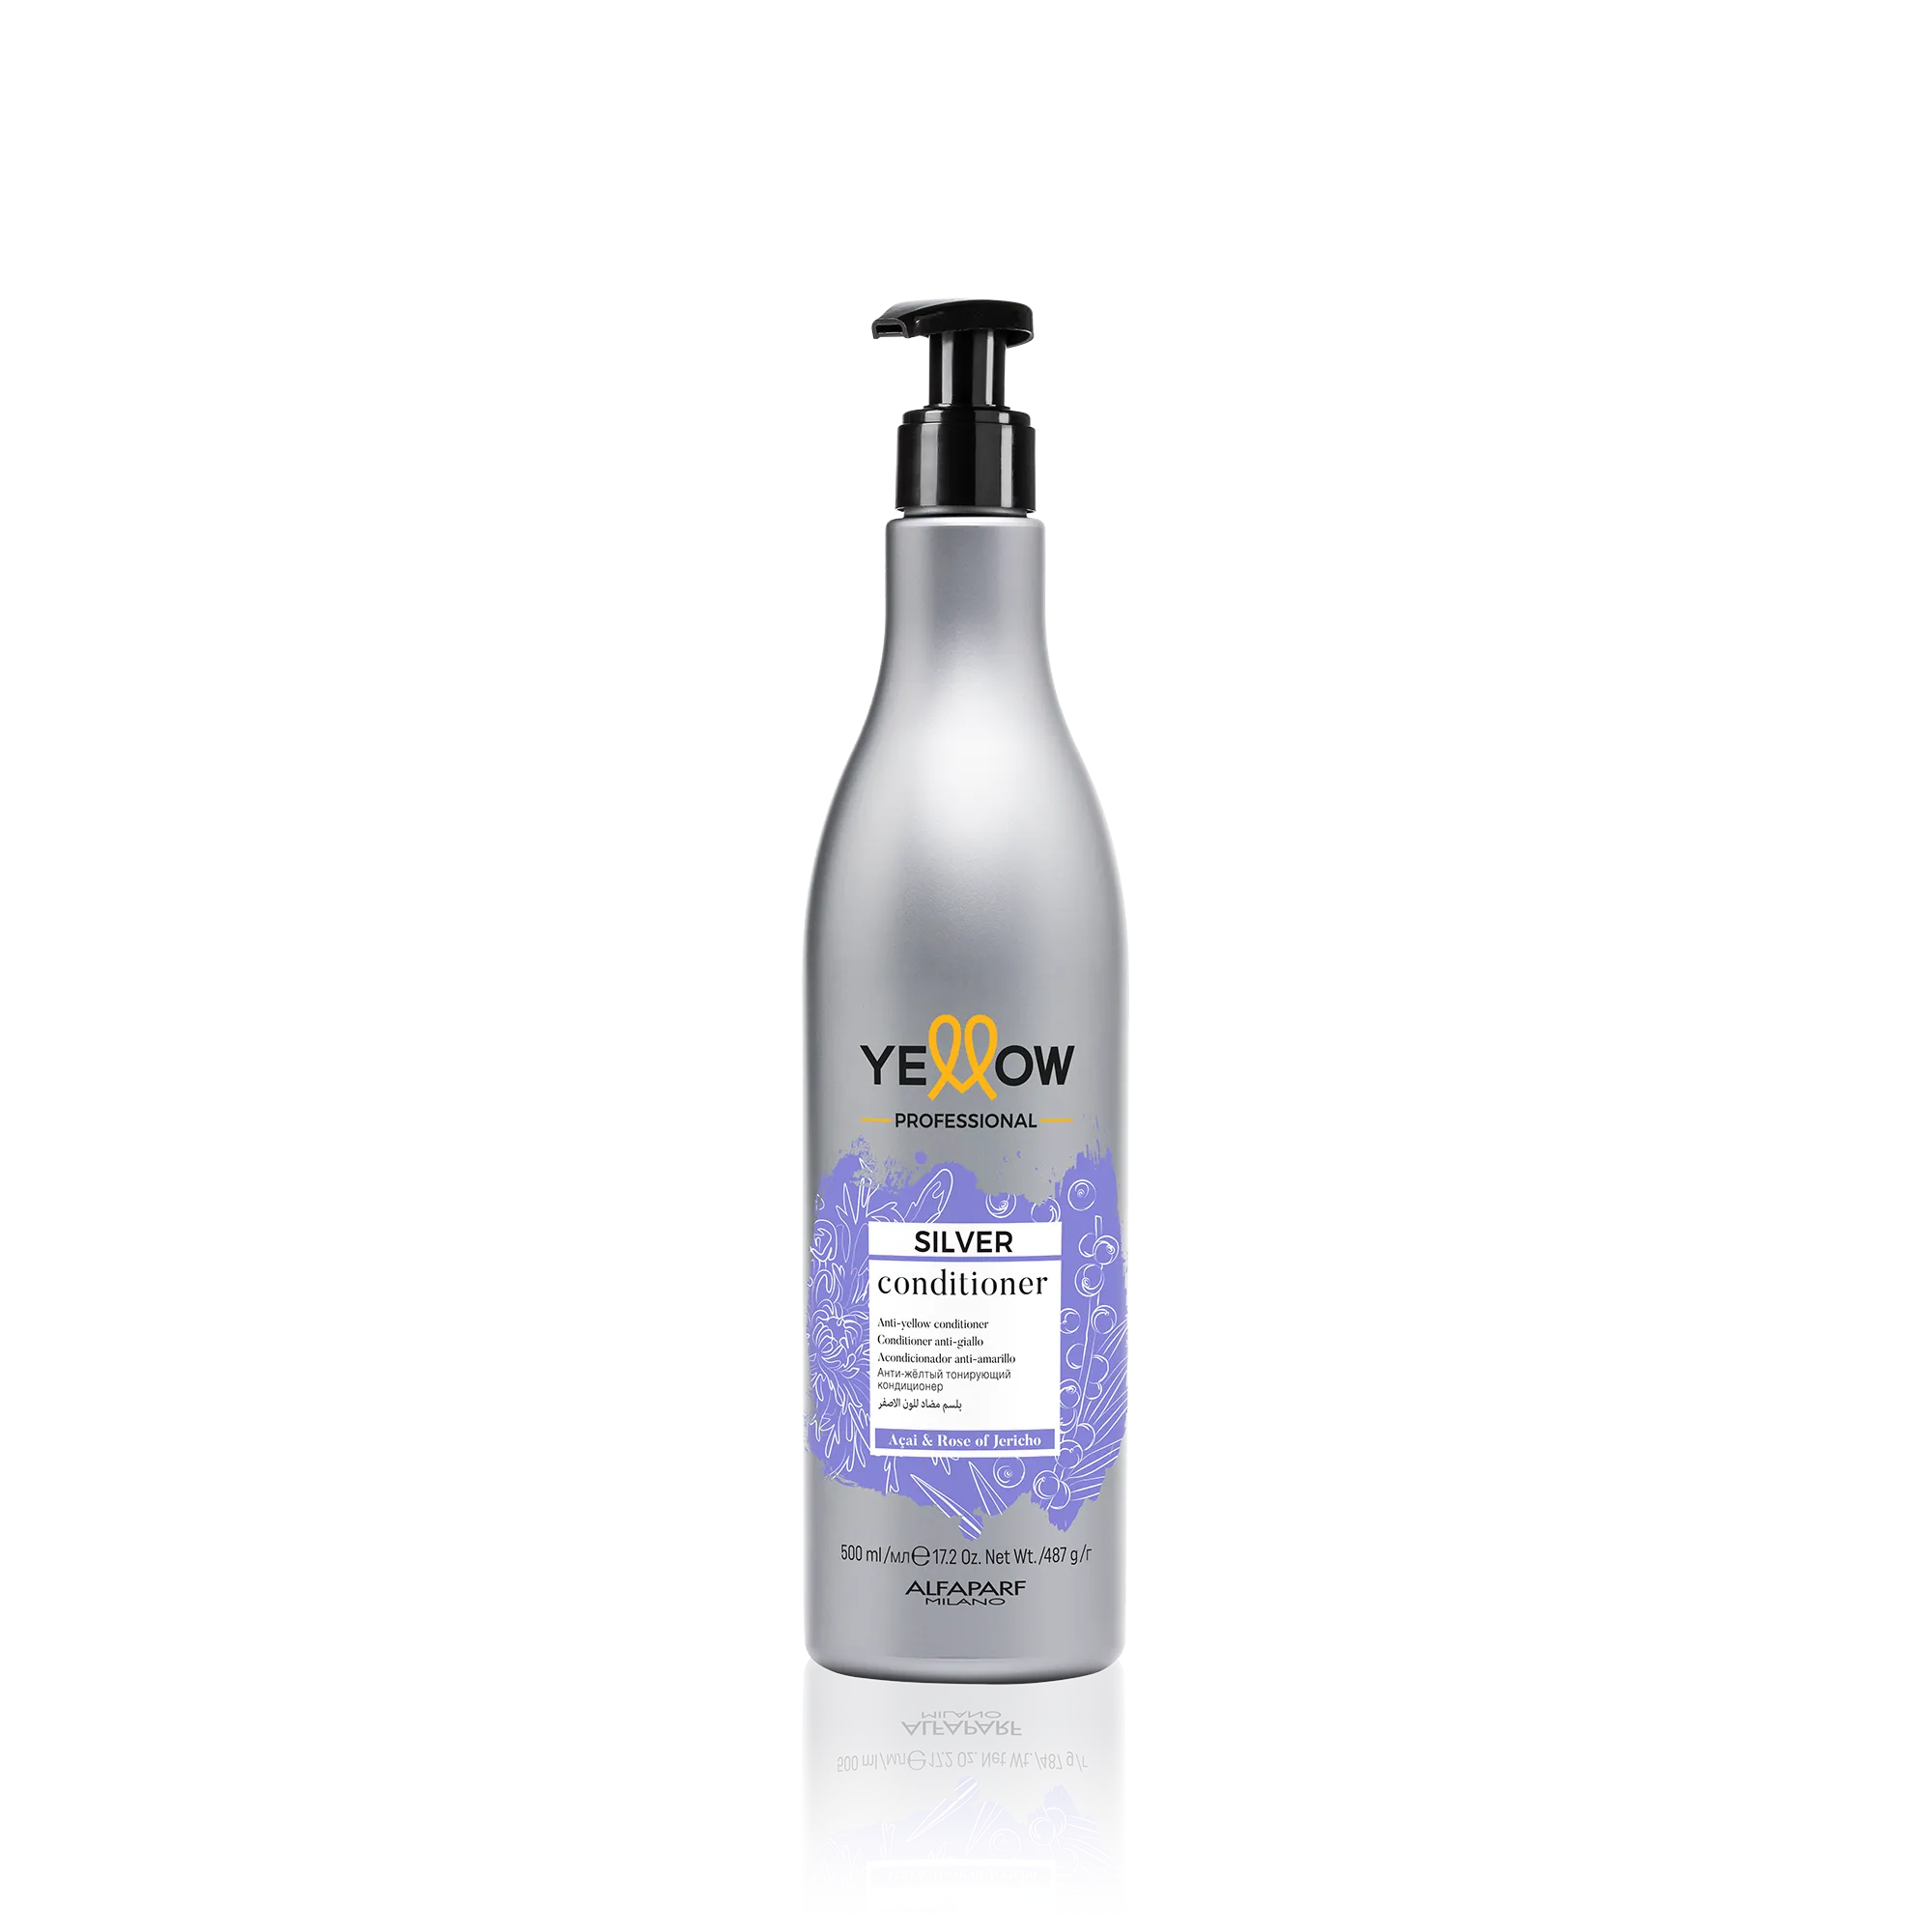 YELLOW
PROFESSIONAL
SILVER
conditioner
Anti-yellow conditioner
Conditioner anti-giallo
Acondicionador anti-amarillo
Анти-жёлтый тонирующий
кондиционер
بلسم مضاد للون الاصفر
Açai & Rose of Jericho
500 ml/мл℮17.2 Oz. Net Wt./487 g/г
ALFAPARF
MILANO